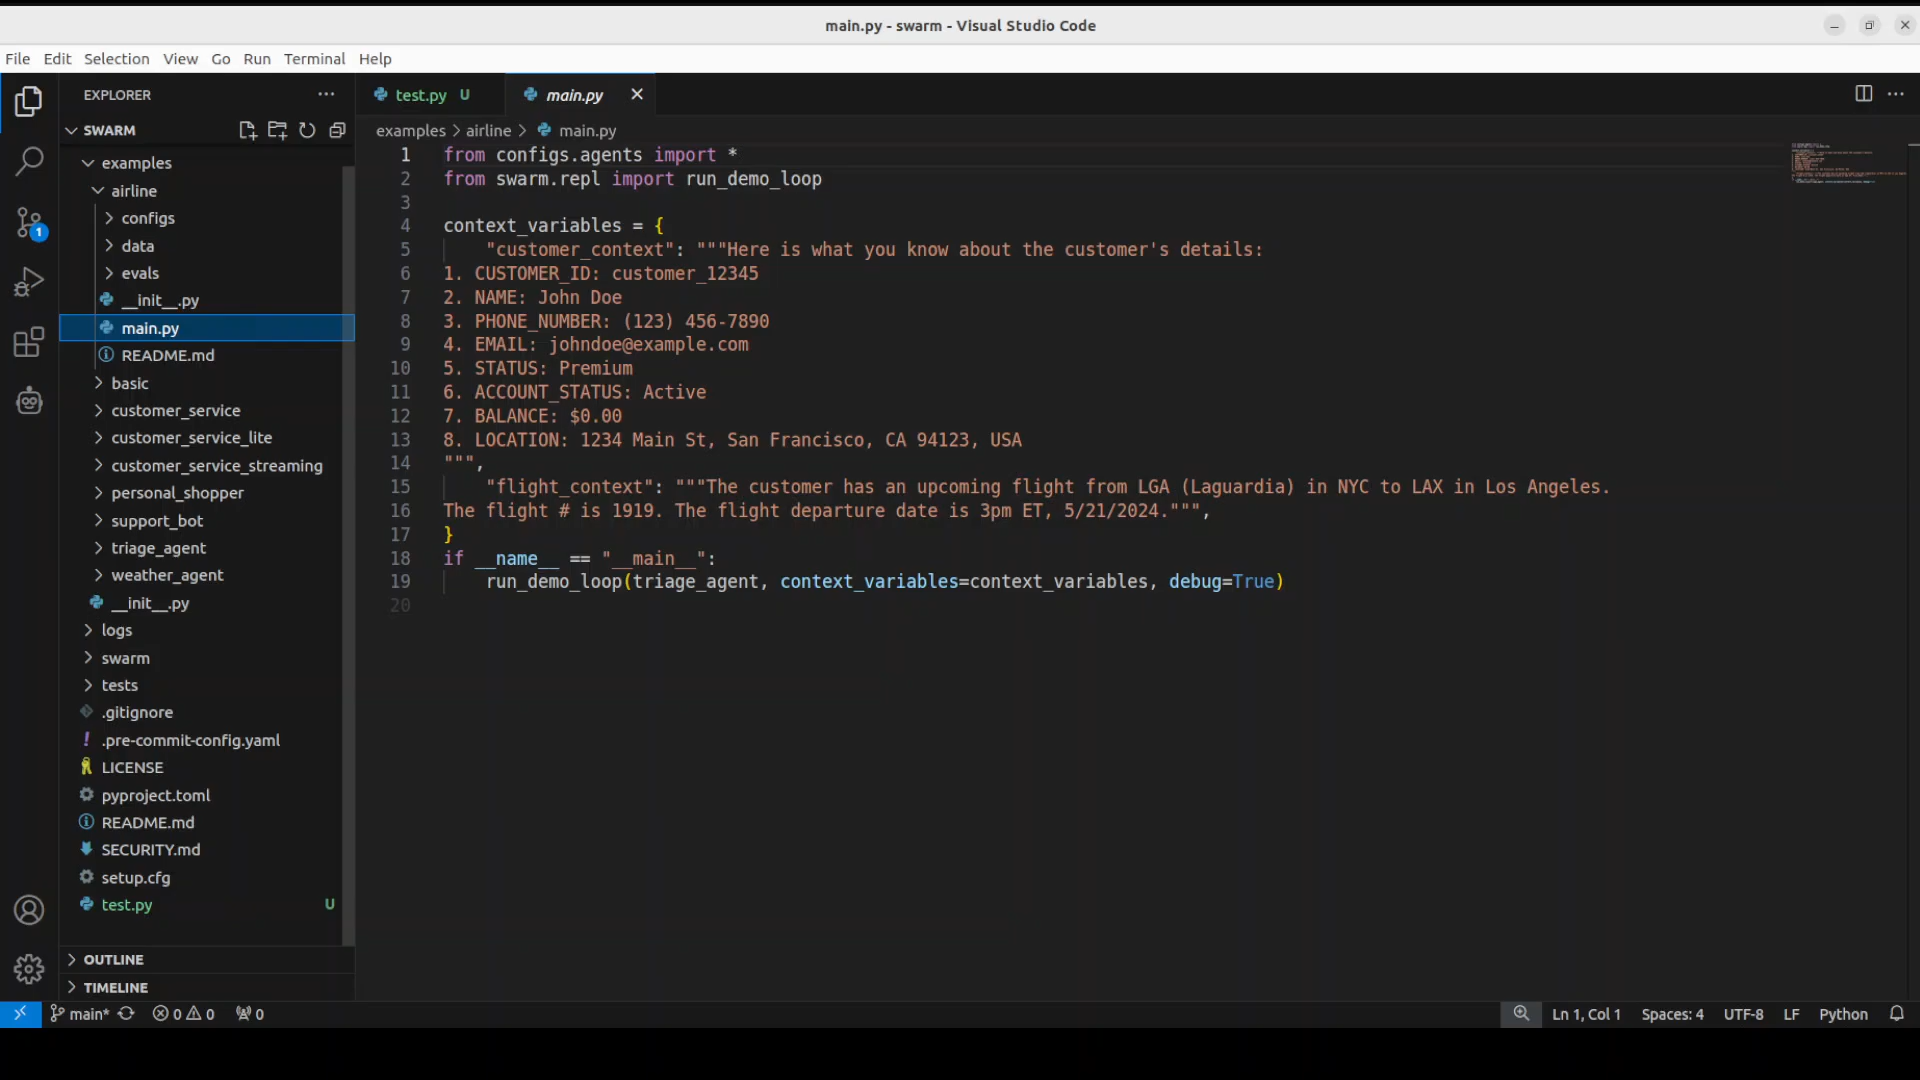 main.py - swarm - Visual Studio Code
File Edit Selection View Go Run Terminal Help
EXPLORER
SWARM
examples
airline
configs
data
evals
__init__.py
main.py
README.md
basic
customer_service
customer_service_lite
customer_service_streaming
personal_shopper
support_bot
triage_agent
weather_agent
__init__.py
logs
swarm
tests
.gitignore
.pre-commit-config.yaml
LICENSE
pyproject.toml
README.md
SECURITY.md
setup.cfg
test.py U
OUTLINE
TIMELINE
test.py U main.py
examples > airline > main.py
1 from configs.agents import *
2 from swarm.repl import run_demo_loop
3
4 context_variables = {
5 "customer_context": """Here is what you know about the customer's details:
6 1. CUSTOMER_ID: customer_12345
7 2. NAME: John Doe
8 3. PHONE_NUMBER: (123) 456-7890
9 4. EMAIL: johndoe@example.com
10 5. STATUS: Premium
11 6. ACCOUNT_STATUS: Active
12 7. BALANCE: $0.00
13 8. LOCATION: 1234 Main St, San Francisco, CA 94123, USA
14 """,
15 "flight_context": """The customer has an upcoming flight from LGA (Laguardia) in NYC to LAX in Los Angeles.
16 The flight # is 1919. The flight departure date is 3pm ET, 5/21/2024.""",
17 }
18 if __name__ == "__main__":
19 run_demo_loop(triage_agent, context_variables=context_variables, debug=True)
20
1
main* 0 0 0 Ln 1, Col 1 Spaces: 4 UTF-8 LF Python